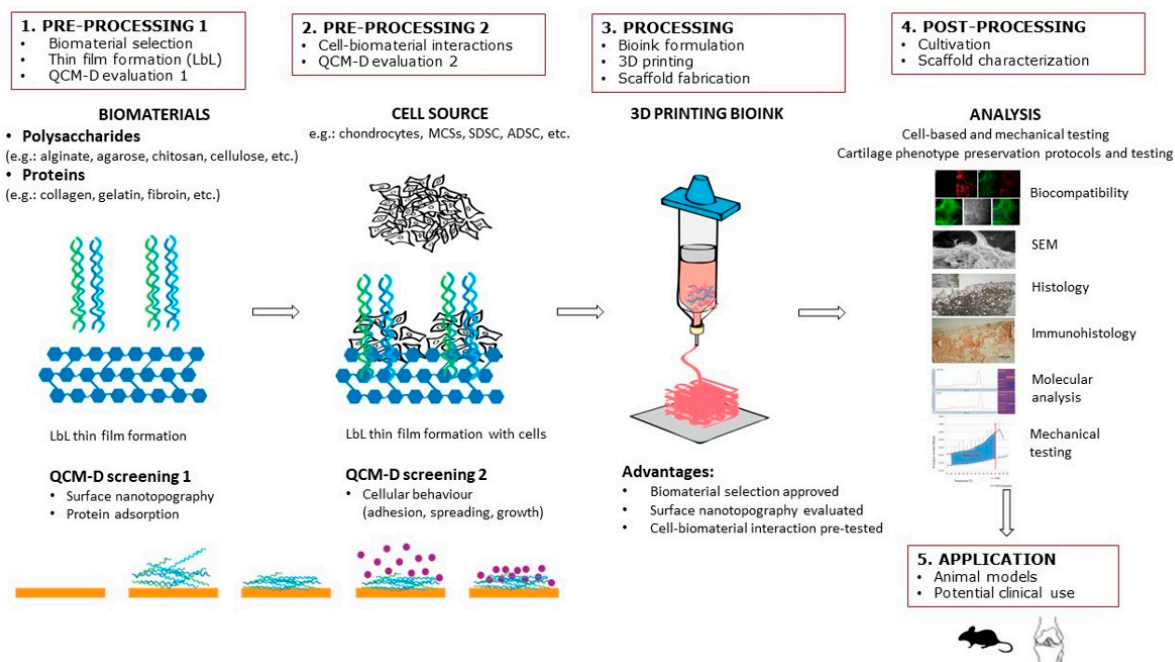 1. PRE-PROCESSING 1
• Biomaterial selection
• Thin film formation (LbL)
• QCM-D evaluation 1
BIOMATERIALS
• Polysaccharides
(e.g.: alginate, agarose, chitosan, cellulose, etc.)
• Proteins
(e.g.: collagen, gelatin, fibroin, etc.)
LbL thin film formation
QCM-D screening 1
• Surface nanotopography
• Protein adsorption
2. PRE-PROCESSING 2
• Cell-biomaterial interactions
• QCM-D evaluation 2
CELL SOURCE
e.g.: chondrocytes, MCSs, SDSC, ADSC, etc.
LbL thin film formation with cells
QCM-D screening 2
• Cellular behaviour
(adhesion, spreading, growth)
3. PROCESSING
• Bioink formulation
• 3D printing
• Scaffold fabrication
3D PRINTING BIOINK
Advantages:
• Biomaterial selection approved
• Surface nanotopography evaluated
• Cell-biomaterial interaction pre-tested
4. POST-PROCESSING
• Cultivation
• Scaffold characterization
ANALYSIS
Cell-based and mechanical testing
Cartilage phenotype preservation protocols and testing
Biocompatibility
SEM
Histology
Immunohistology
Molecular
analysis
Mechanical
testing
5. APPLICATION
• Animal models
• Potential clinical use